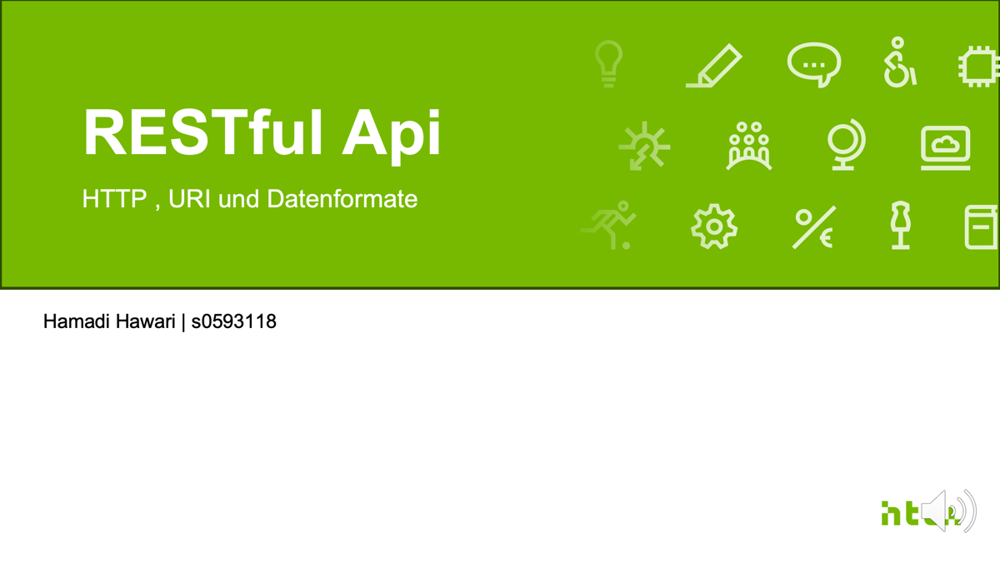 RESTful Api
HTTP , URI und Datenformate
Hamadi Hawari | s0593118